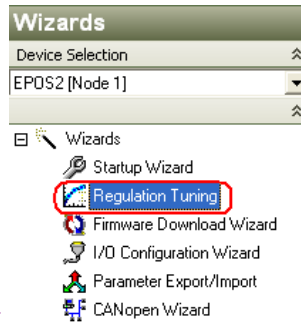 Wizards
Device Selection
EPOS2 [Node 1]
Wizards
Startup Wizard
Regulation Tuning
Firmware Download Wizard
I/O Configuration Wizard
Parameter Export/Import
CANopen Wizard